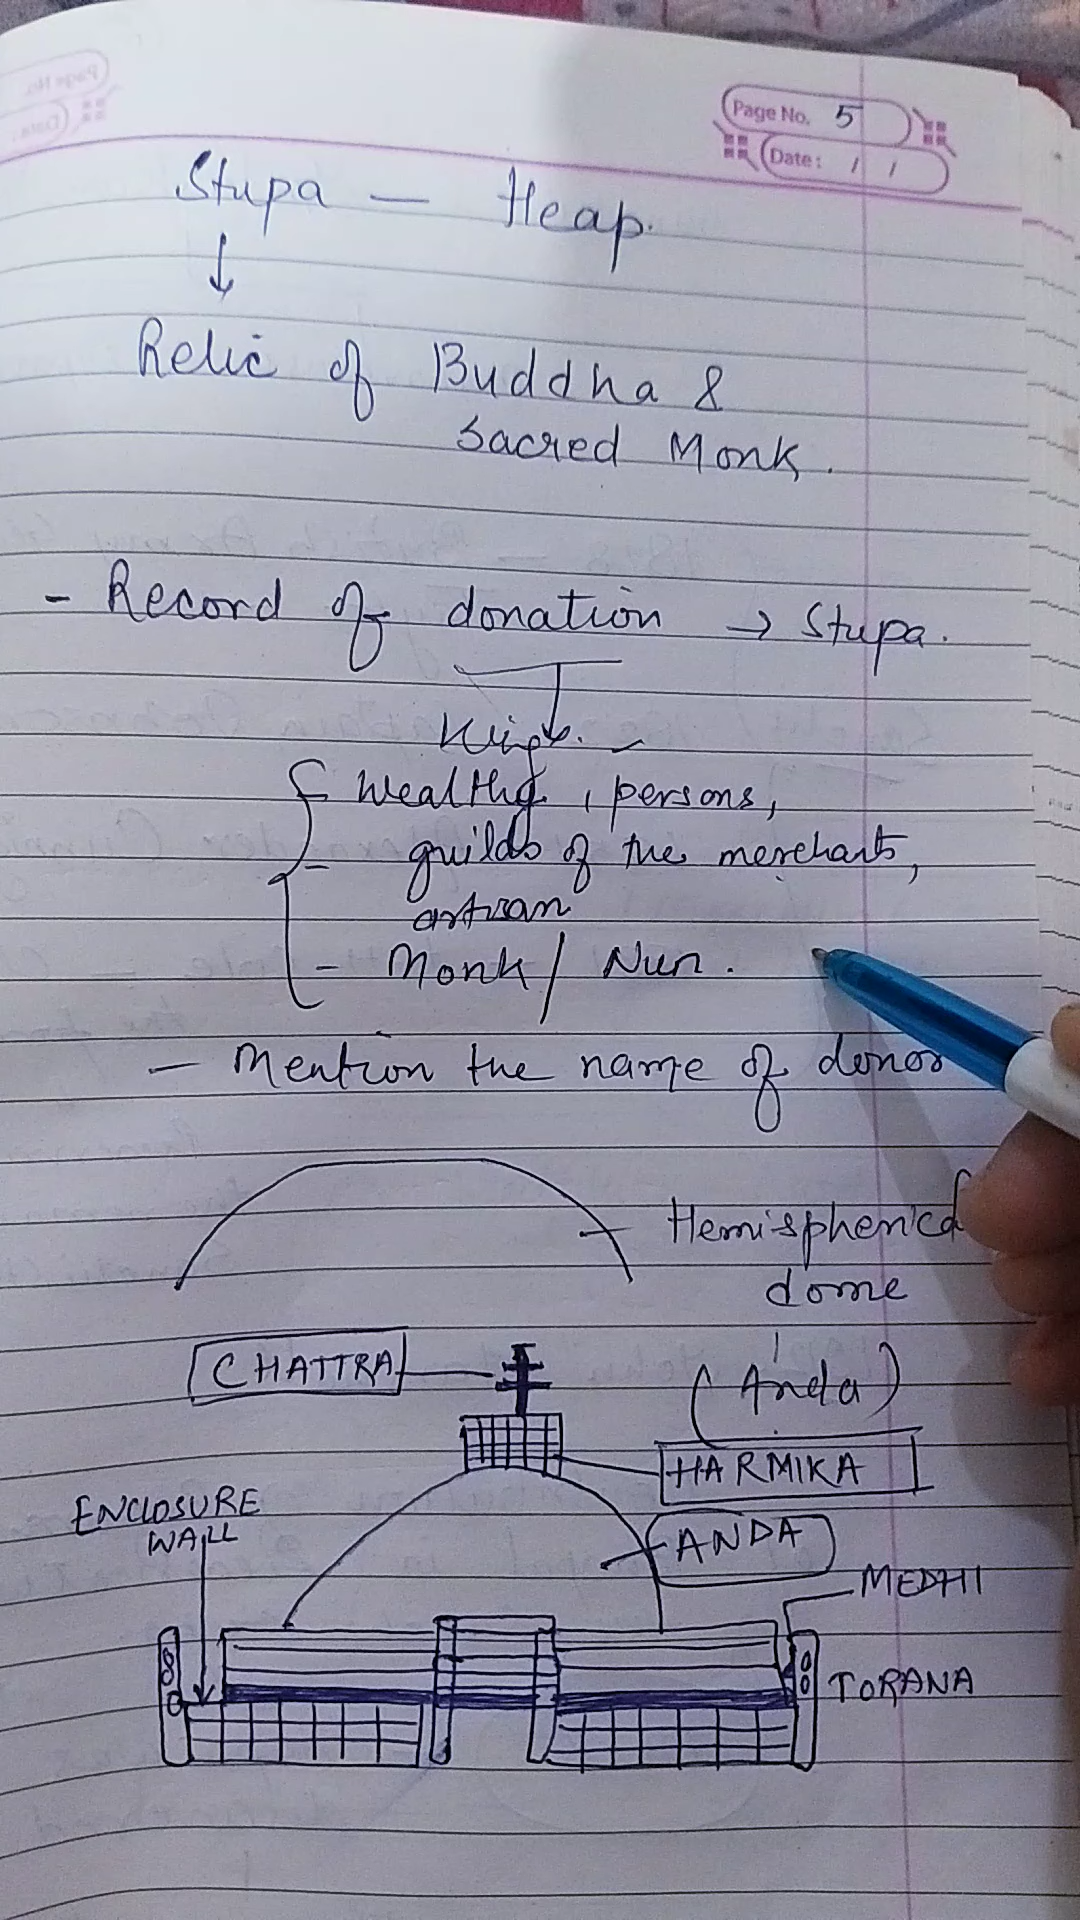 Page No. 5
Date: / /
Stupa — Heap.
↓
Relic of Buddha &
Sacred Monk.
- Record of donation → Stupa.
Wealthy, persons,
- guilds of the merchants,
artisan
- Monk / Nun.
— Mention the name of donor
Hemispherical
dome
(Anda)
CHATTRA
HARMIKA
ENCLOSURE
WALL
ANDA
MEDHI
TORANA